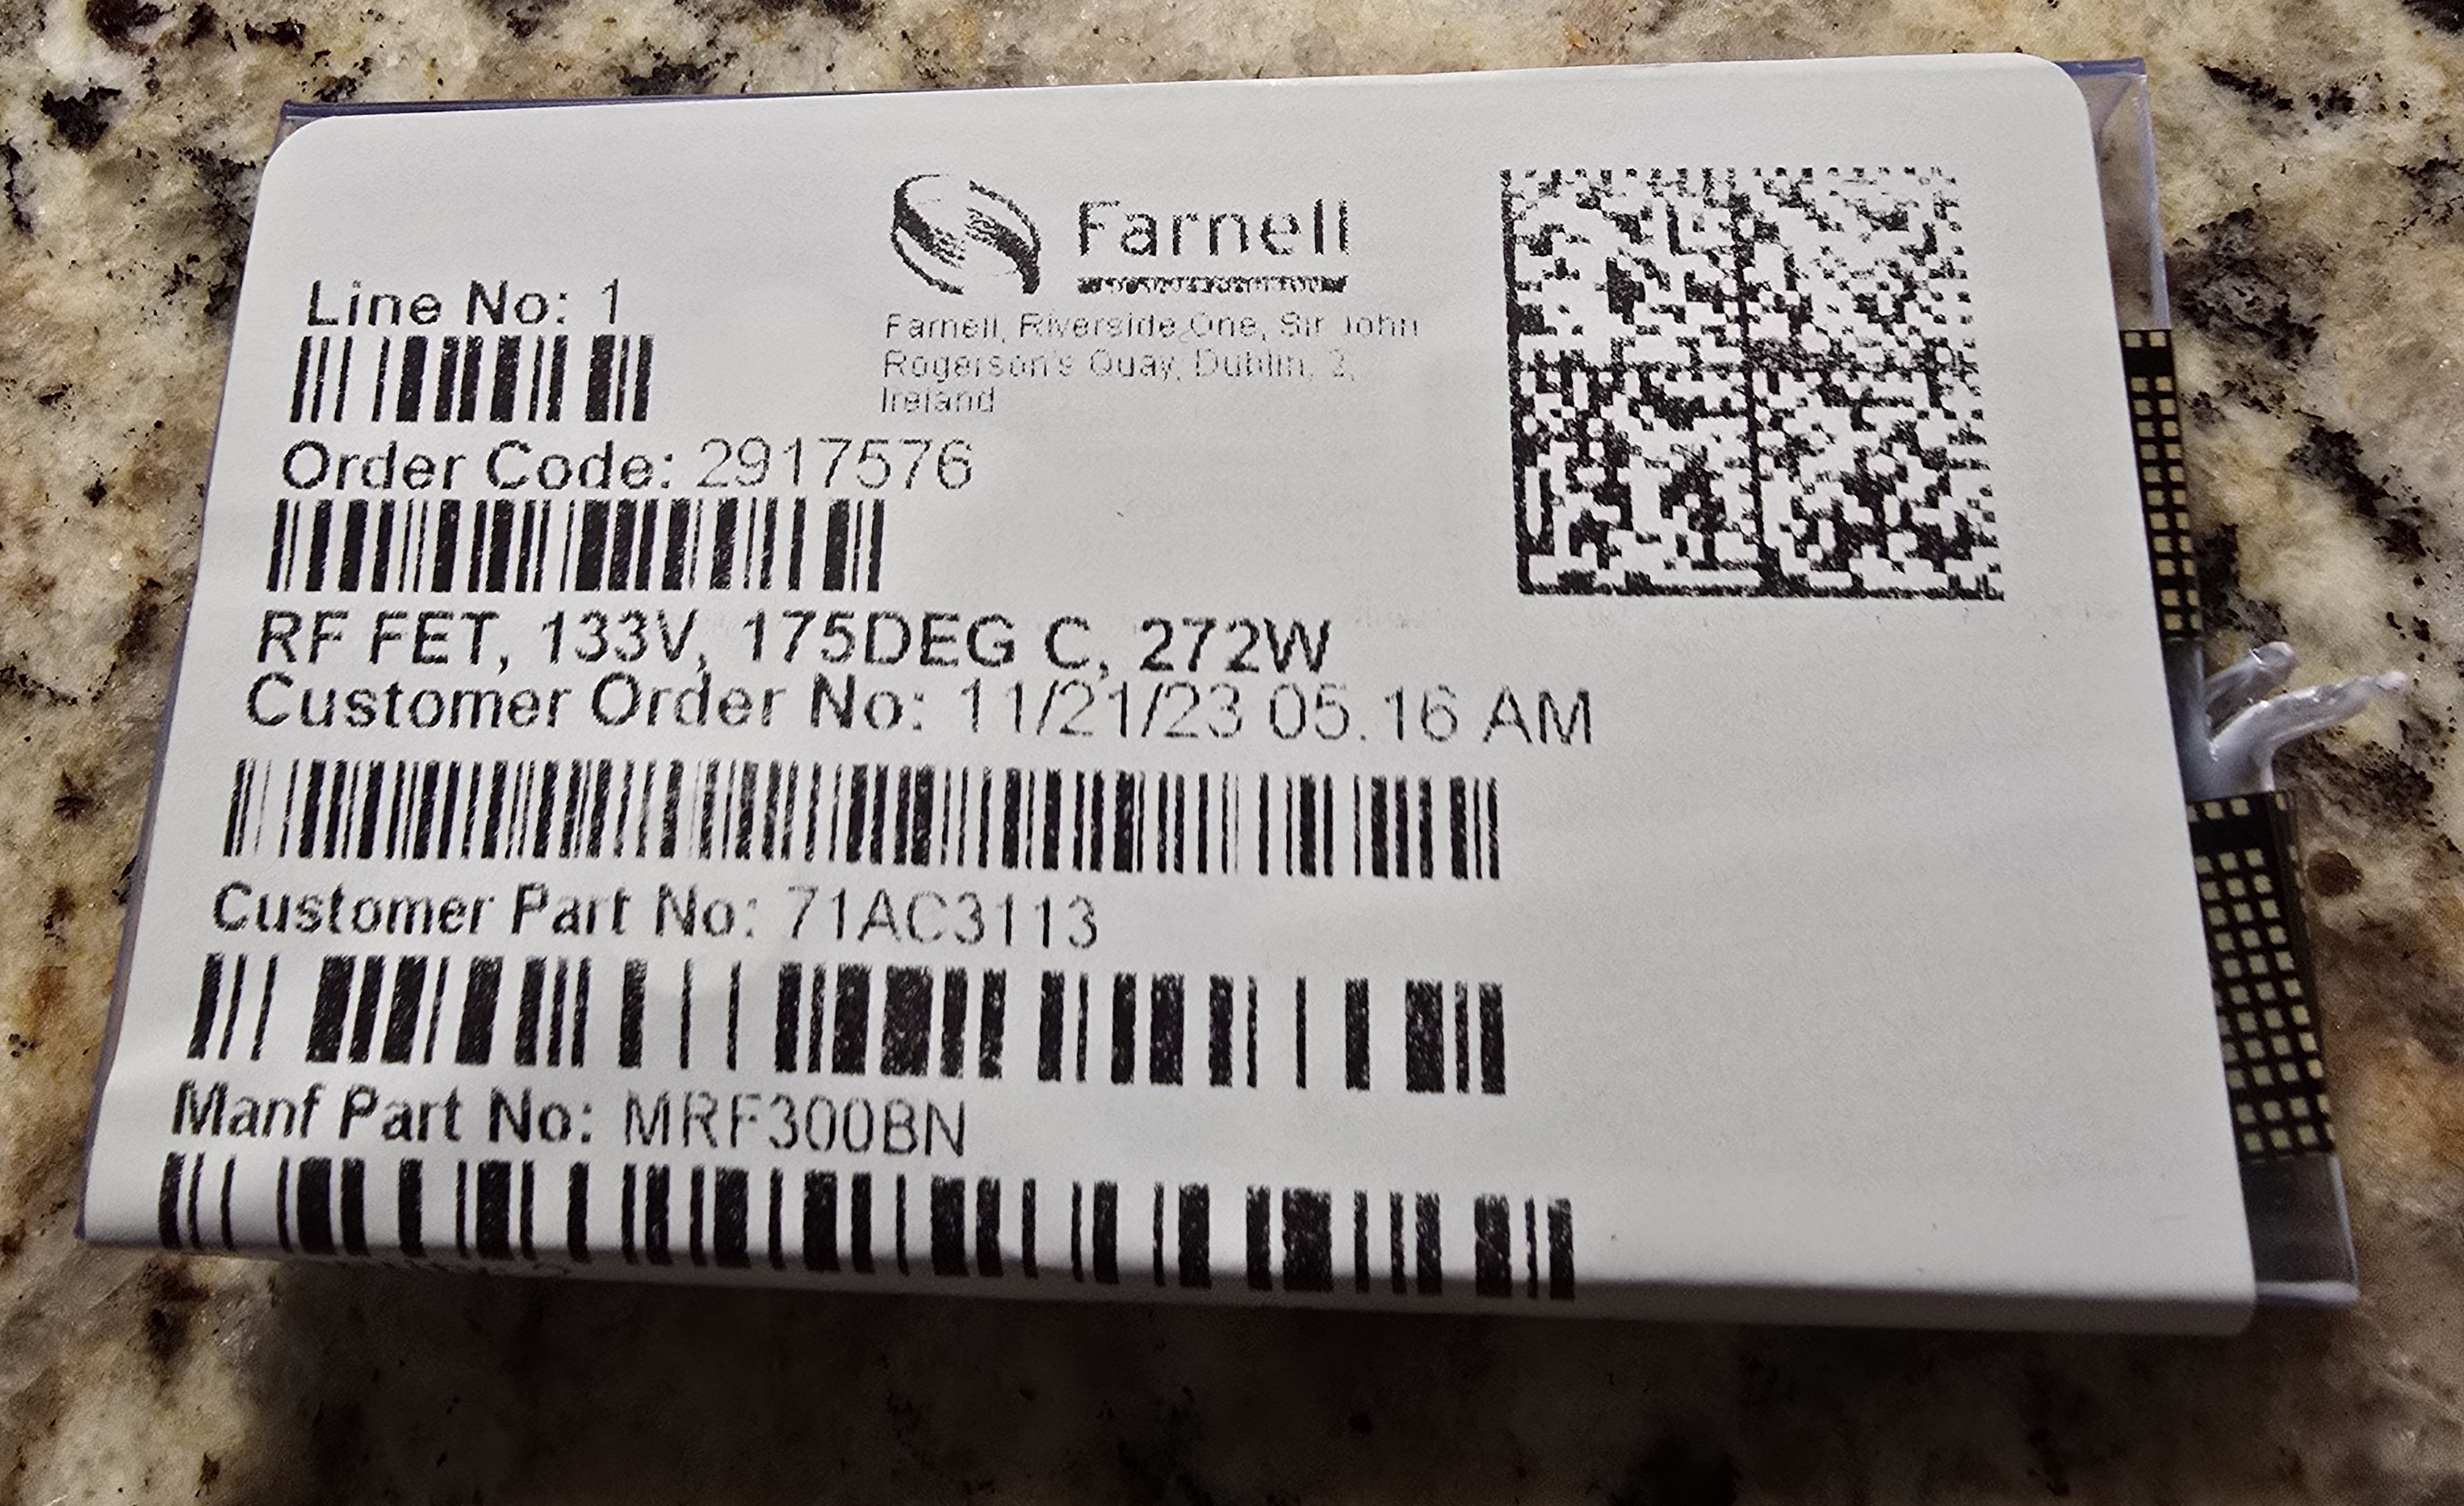 Farnell
Farnell, Riverside One, Sir John
Rogerson's Quay, Dublin, 2,
Ireland
Line No: 1
Order Code: 2917576
RF FET, 133V, 175DEG C, 272W
Customer Order No: 11/21/23 05.16 AM
Customer Part No: 71AC3113
Manf Part No: MRF300BN